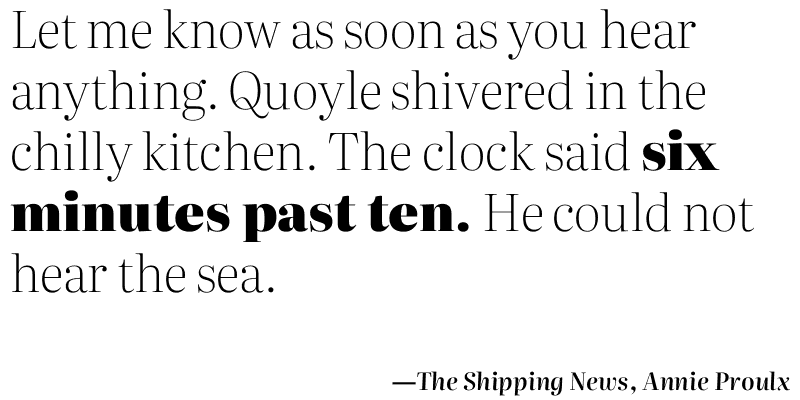 Let me know as soon as you hear
anything. Quoyle shivered in the
chilly kitchen. The clock said six
minutes past ten. He could not
hear the sea.
—The Shipping News, Annie Proulx